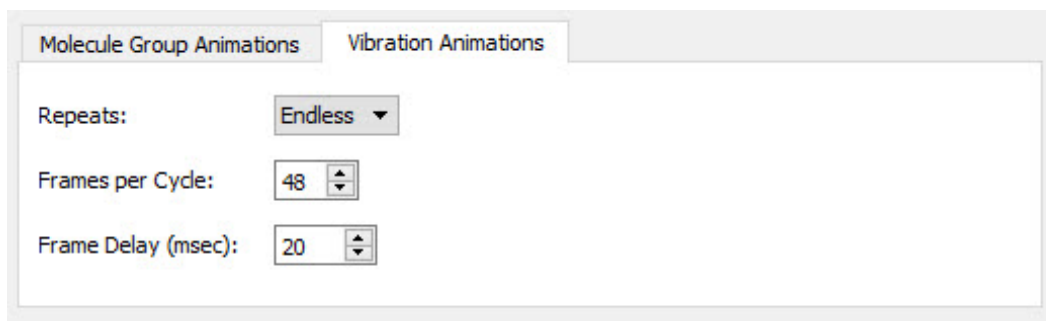 Molecule Group Animations Vibration Animations
Repeats: Endless
Frames per Cycle: 48
Frame Delay (msec): 20